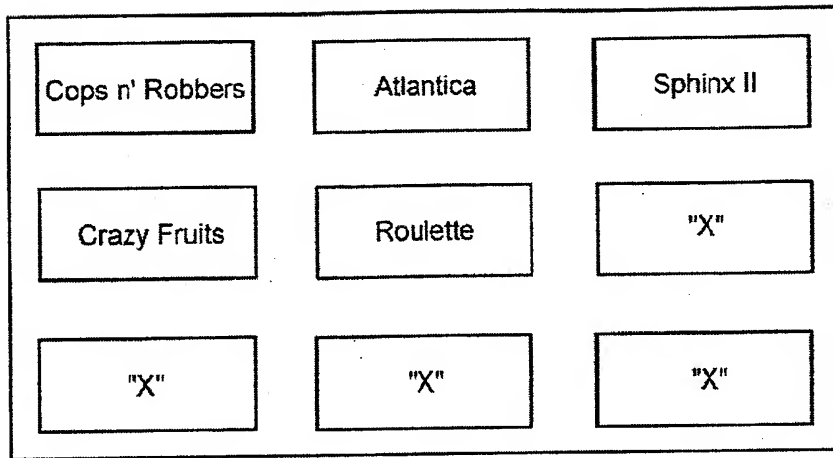 Cops n' Robbers
Atlantica
Sphinx II
Crazy Fruits
Roulette
"X"
"X"
"X"
"X"